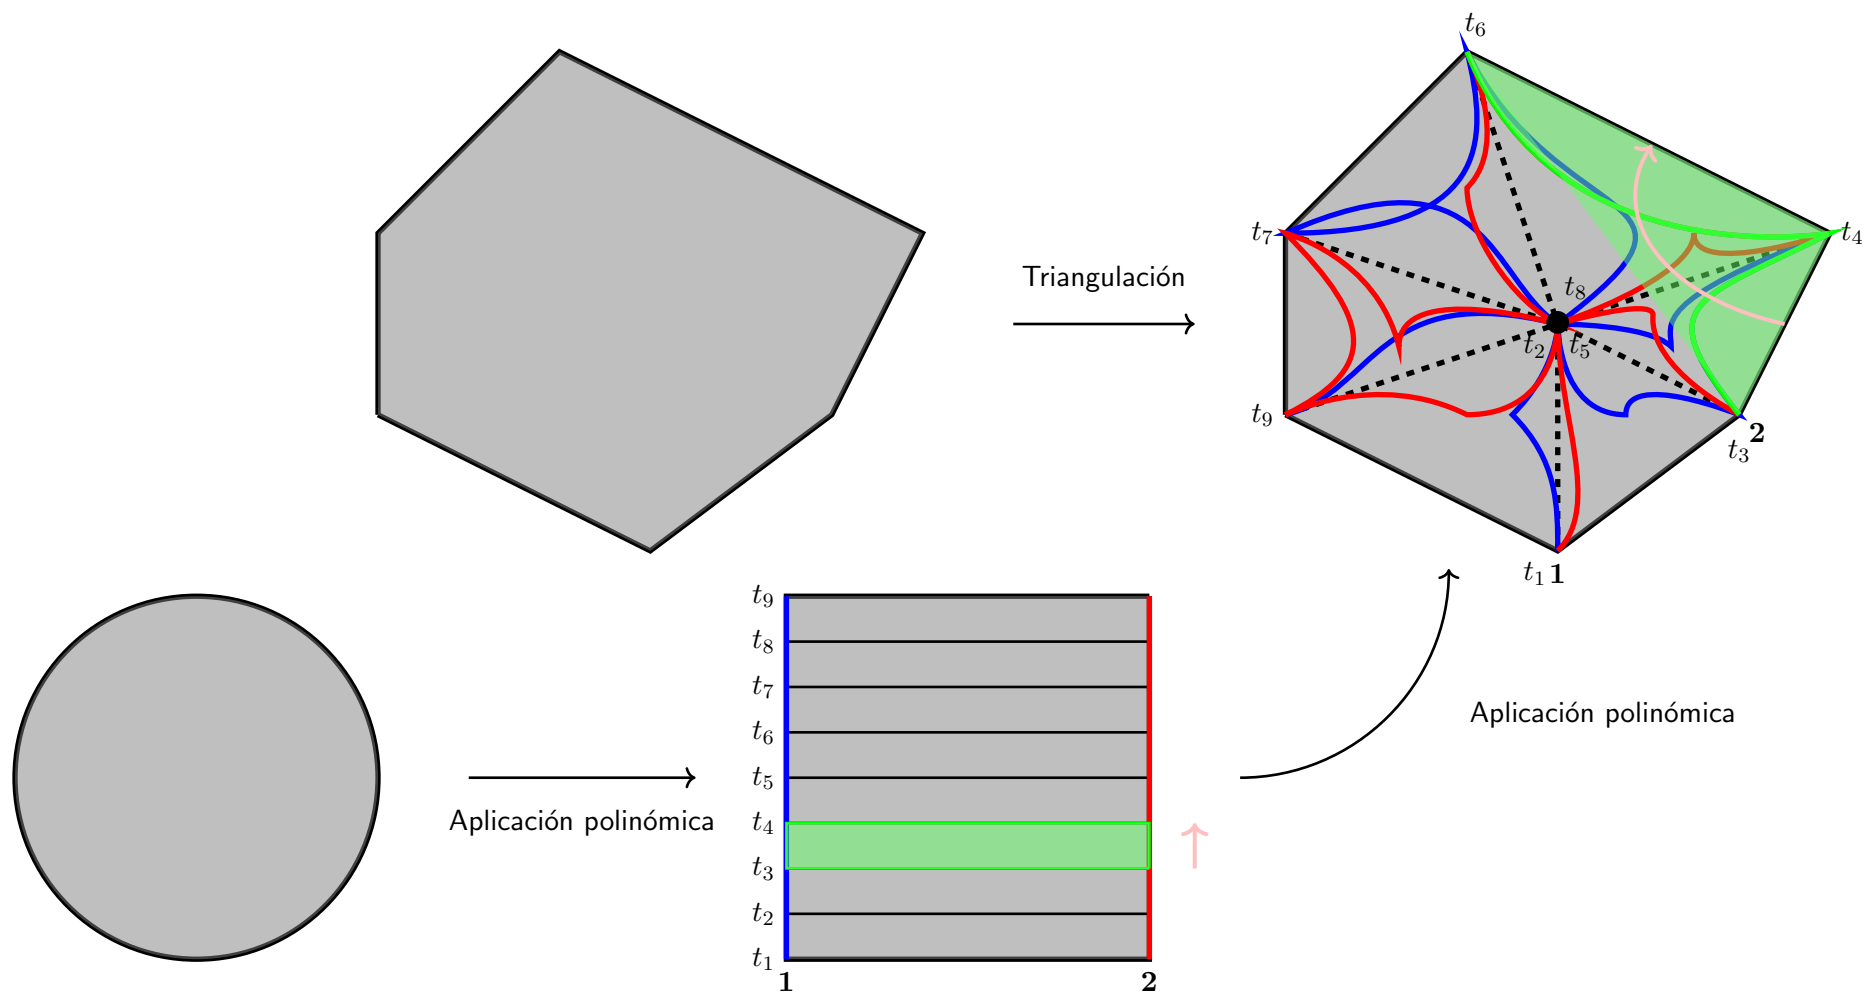 t6
t7
t4
Triangulación
t8
t2
t5
t9
2
t3
t1 1
t9
t8
t7
t6
t5
t4
t3
t2
t1
1
2
Aplicación polinómica
Aplicación polinómica